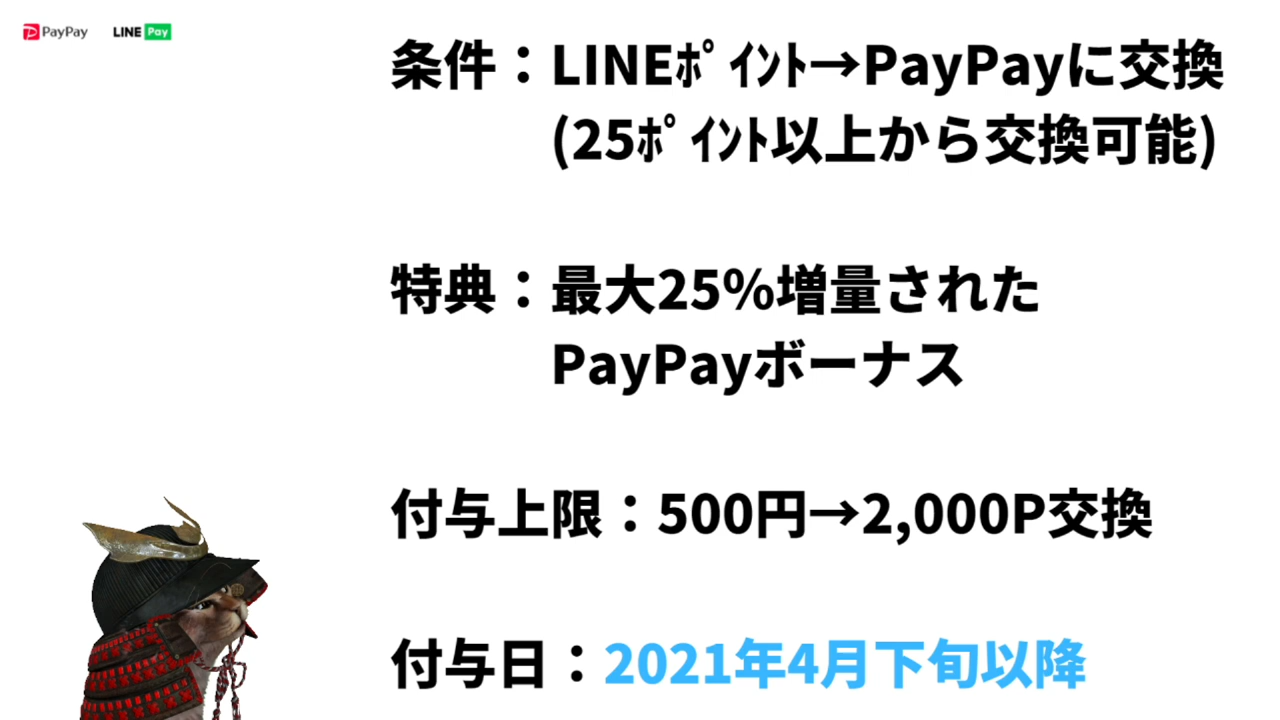 PayPay LINE Pay
条件：LINEﾎﾟｲﾝﾄ→PayPayに交換
(25ﾎﾟｲﾝﾄ以上から交換可能)
特典：最大25%増量された
PayPayボーナス
付与上限：500円→2,000P交換
付与日：2021年4月下旬以降